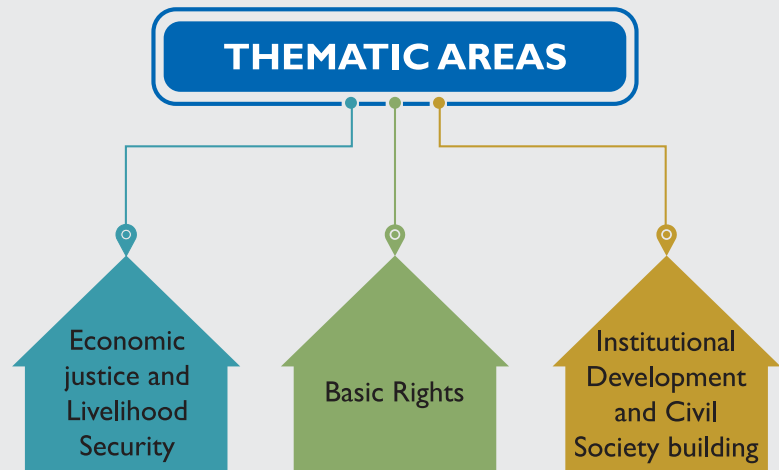 THEMATIC AREAS
Economic
justice and
Livelihood
Security
Basic Rights
Institutional
Development
and Civil
Society building